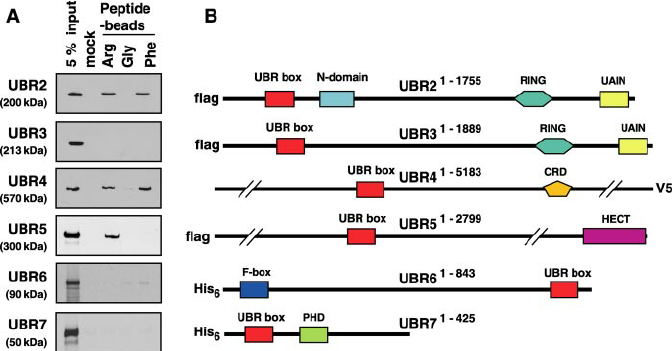 A
5 % input
mock
Peptide
-beads
Arg
Gly
Phe
UBR2
(200 kDa)
UBR3
(213 kDa)
UBR4
(570 kDa)
UBR5
(300 kDa)
UBR6
(90 kDa)
UBR7
(50 kDa)
B
UBR box N-domain UBR2 1 - 1755 RING UAIN
flag
UBR box UBR3 1 - 1889 RING UAIN
flag
UBR box UBR4 1 - 5183 CRD
V5
UBR box UBR5 1 - 2799 HECT
flag
F-box UBR6 1 - 843 UBR box
His6
UBR box PHD UBR7 1 - 425
His6